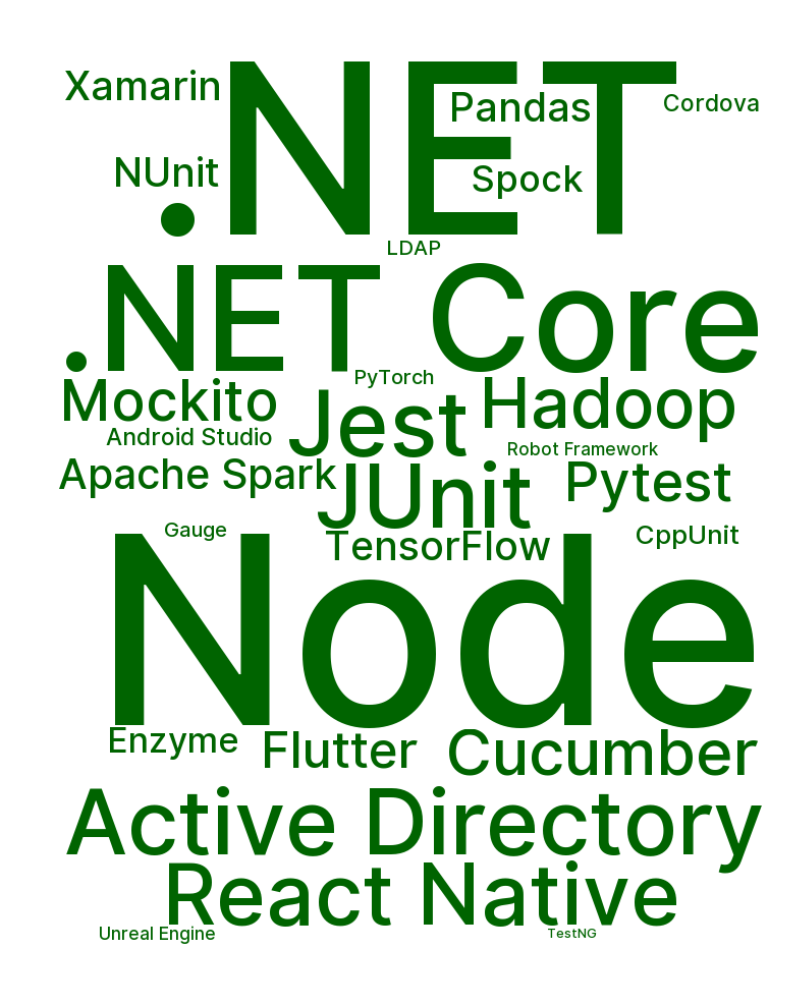 Xamarin
.NET
Pandas
Cordova
NUnit
Spock
LDAP
.NET Core
PyTorch
Mockito
Jest
Hadoop
Android Studio
Robot Framework
Apache Spark
JUnit
Pytest
Gauge
TensorFlow
CppUnit
Node
Enzyme
Flutter
Cucumber
Active Directory
React Native
Unreal Engine
TestNG